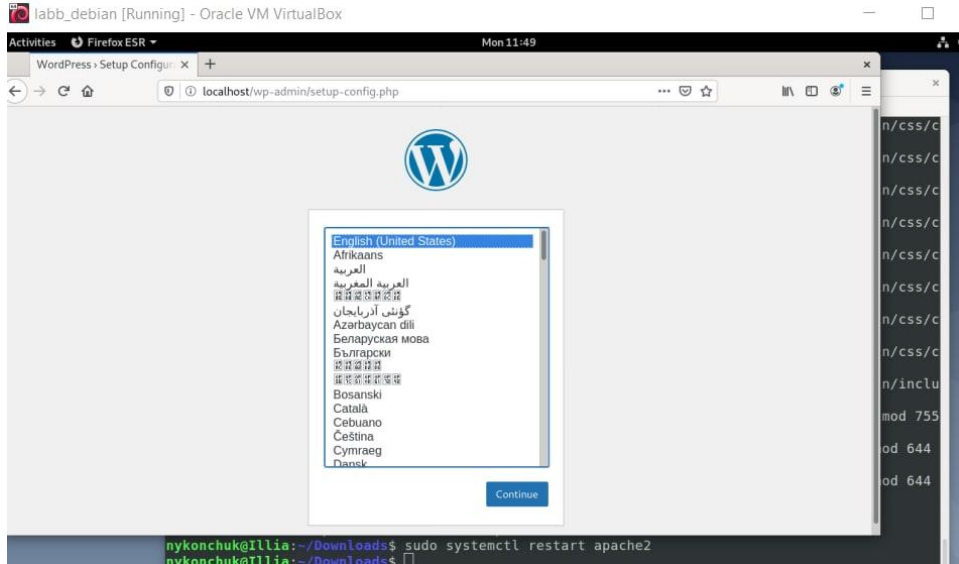 labb_debian [Running] - Oracle VM VirtualBox
Activities Firefox ESR Mon 11:49
WordPress › Setup Configur
localhost/wp-admin/setup-config.php
English (United States)
Afrikaans
العربية
العربية المغربية
گؤنئی آذربایجان
Azərbaycan dili
Беларуская мова
Български
Bosanski
Català
Cebuano
Čeština
Cymraeg
Dansk
Continue
n/css/c
n/css/c
n/css/c
n/css/c
n/css/c
n/css/c
n/css/c
n/css/c
n/inclu
mod 755
od 644
od 644
nykonchuk@Illia:~/Downloads$ sudo systemctl restart apache2
nykonchuk@Illia:~/Downloads$